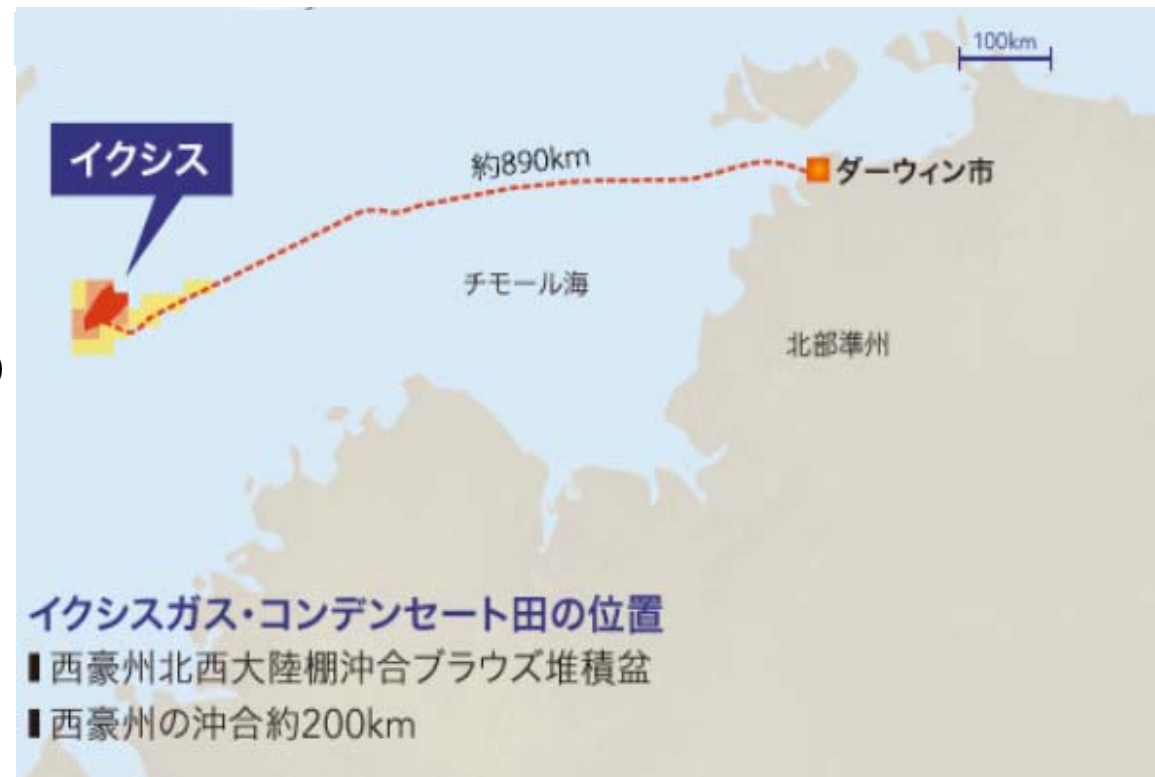 100km
イクシス
約890km
ダーウィン市
チモール海
北部準州
イクシスガス・コンデンセート田の位置
▮西豪州北西大陸棚沖合ブラウズ堆積盆
▮西豪州の沖合約200km